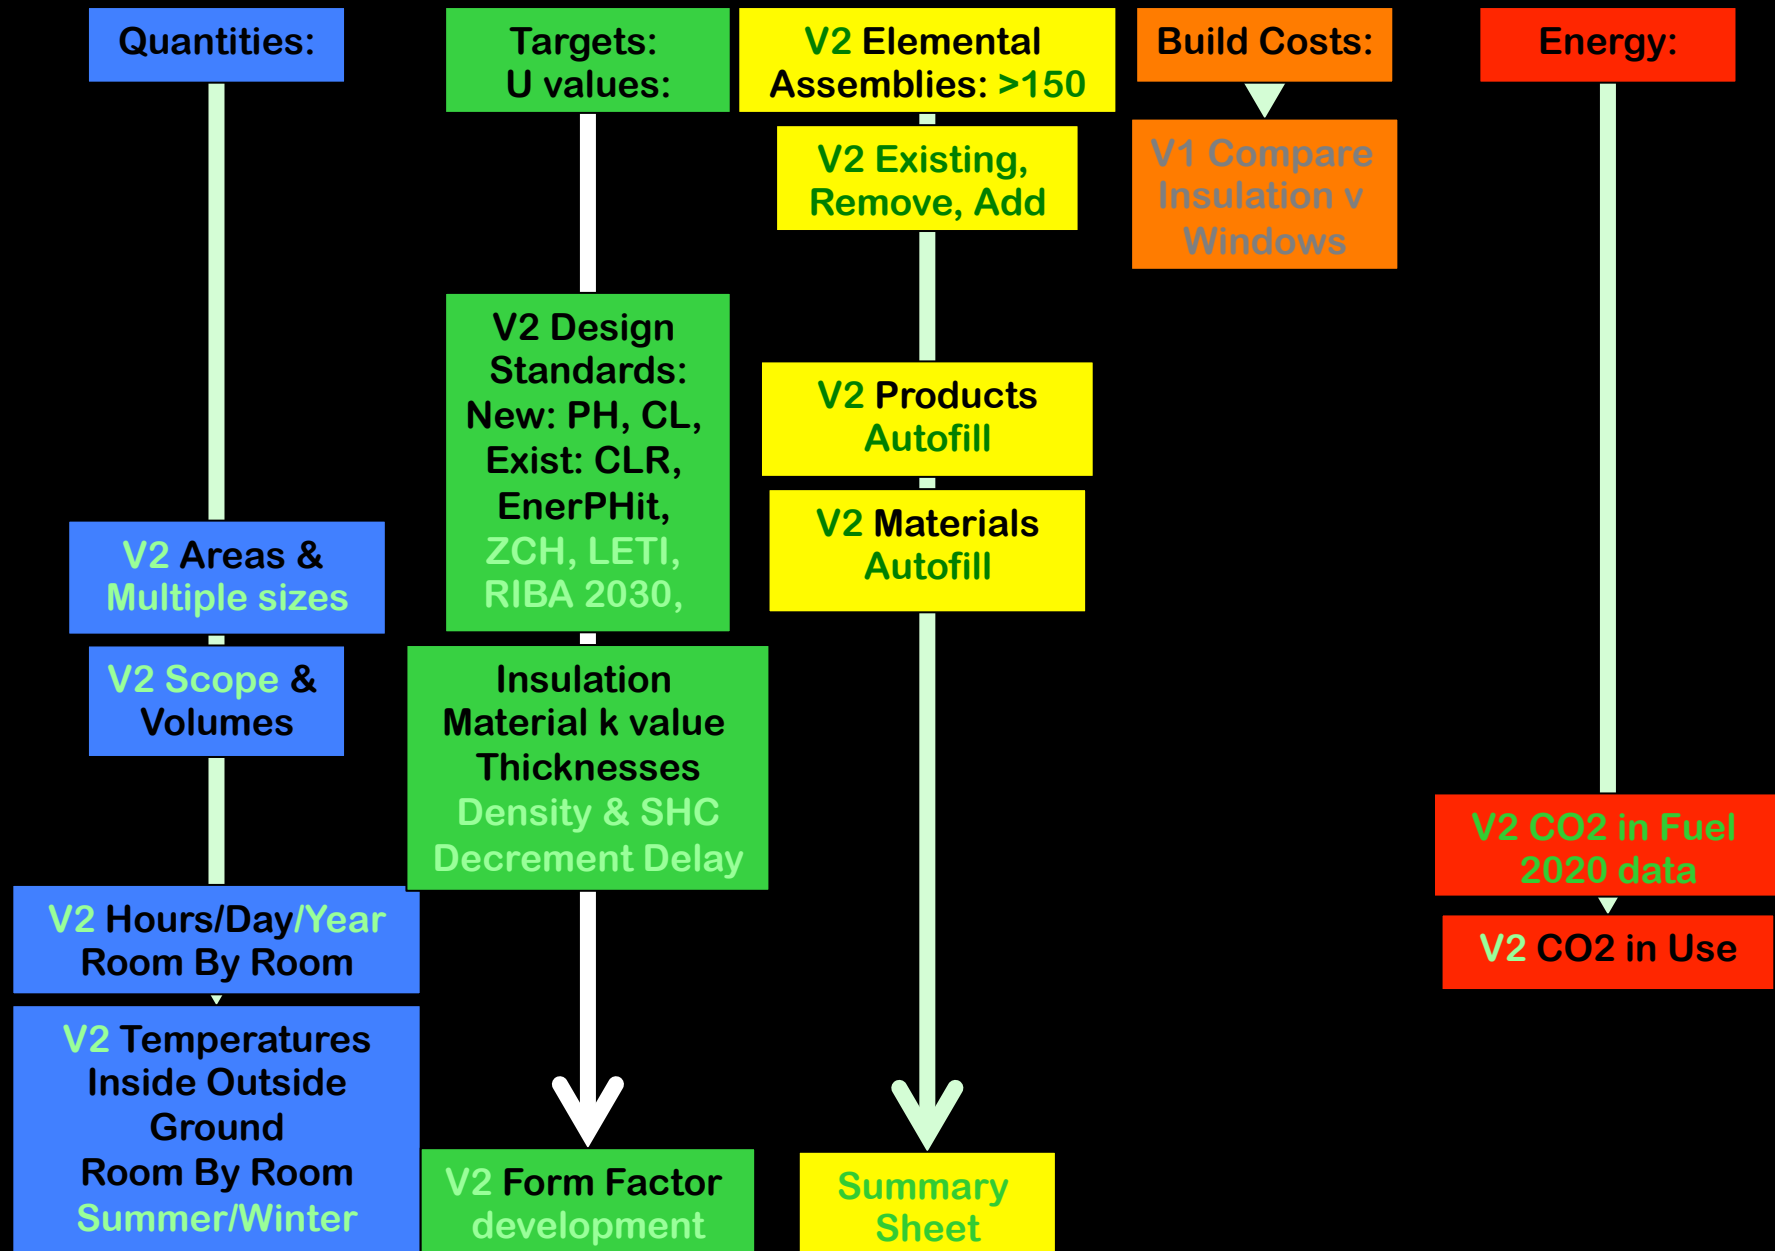 Quantities:
V2 Areas &
Multiple sizes
V2 Scope &
Volumes
V2 Hours/Day/Year
Room By Room
V2 Temperatures
Inside Outside
Ground
Room By Room
Summer/Winter
Targets:
U values:
V2 Design
Standards:
New: PH, CL,
Exist: CLR,
EnerPHit,
ZCH, LETI,
RIBA 2030,
Insulation
Material k value
Thicknesses
Density & SHC
Decrement Delay
V2 Form Factor
development
V2 Elemental
Assemblies: >150
V2 Existing,
Remove, Add
V2 Products
Autofill
V2 Materials
Autofill
Summary
Sheet
Build Costs:
V1 Compare
Insulation v
Windows
Energy:
V2 CO2 in Fuel
2020 data
V2 CO2 in Use